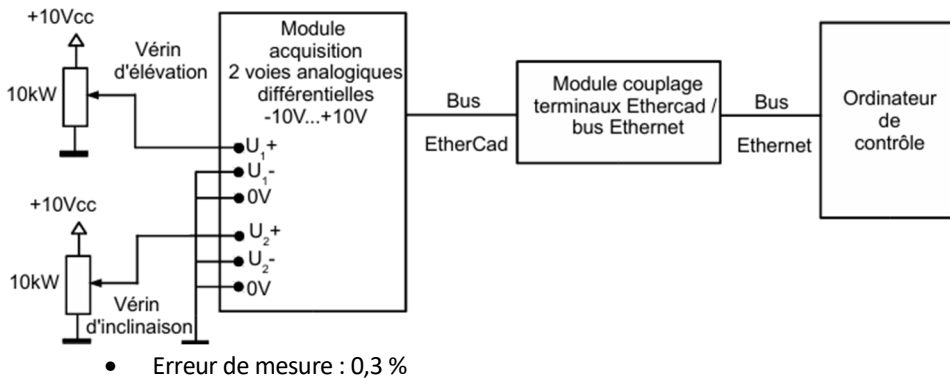 +10Vcc
Vérin
d'élévation
10kW
Module
acquisition
2 voies analogiques
différentielles
-10V...+10V
U1+
U1-
0V
U2+
U2-
0V
+10Vcc
10kW
Vérin
d'inclinaison
Bus
EtherCad
Module couplage
terminaux Ethercad /
bus Ethernet
Bus
Ethernet
Ordinateur
de
contrôle
• Erreur de mesure : 0,3 %